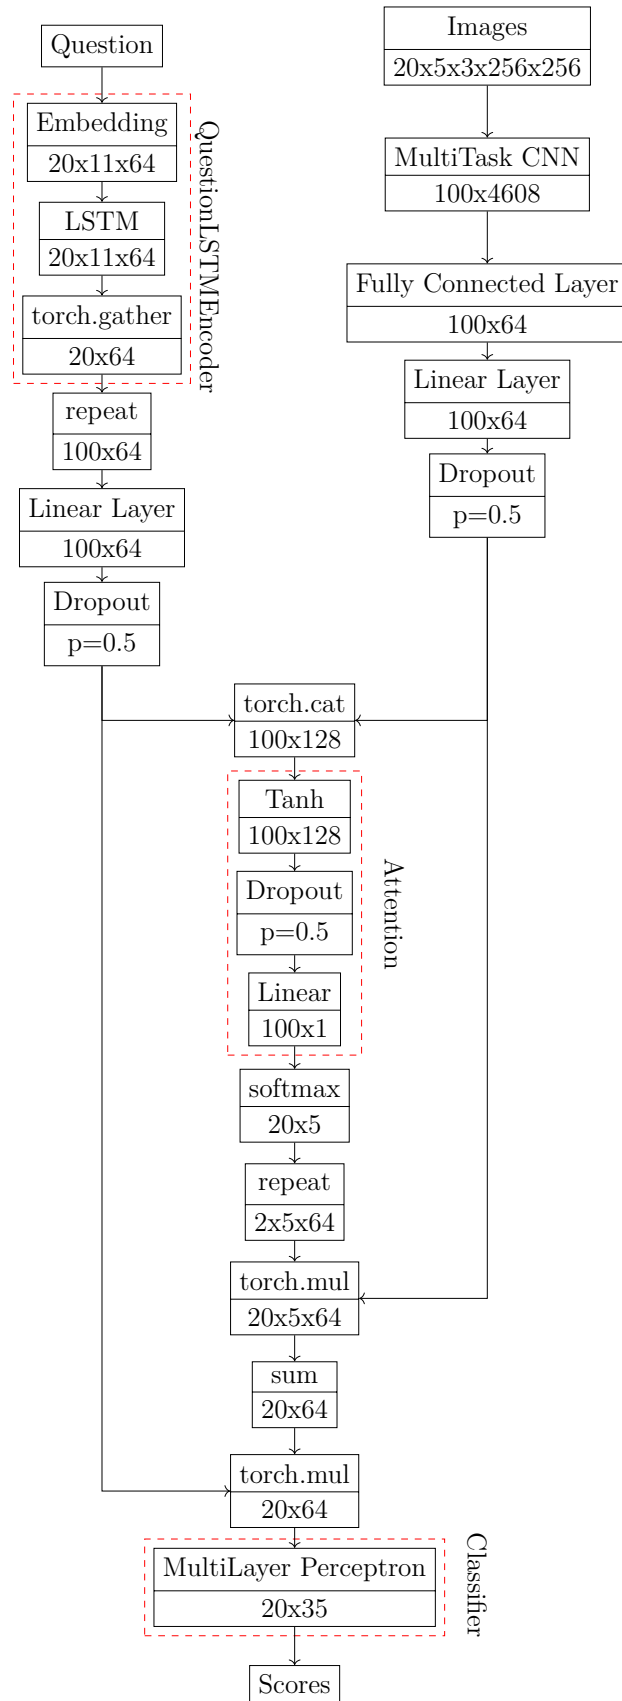 Question
Embedding
20x11x64
LSTM
20x11x64
torch.gather
20x64
QuestionLSTMEncoder
repeat
100x64
Linear Layer
100x64
Dropout
p=0.5
Images
20x5x3x256x256
MultiTask CNN
100x4608
Fully Connected Layer
100x64
Linear Layer
100x64
Dropout
p=0.5
torch.cat
100x128
Tanh
100x128
Dropout
p=0.5
Linear
100x1
Attention
softmax
20x5
repeat
2x5x64
torch.mul
20x5x64
sum
20x64
torch.mul
20x64
MultiLayer Perceptron
20x35
Classifier
Scores